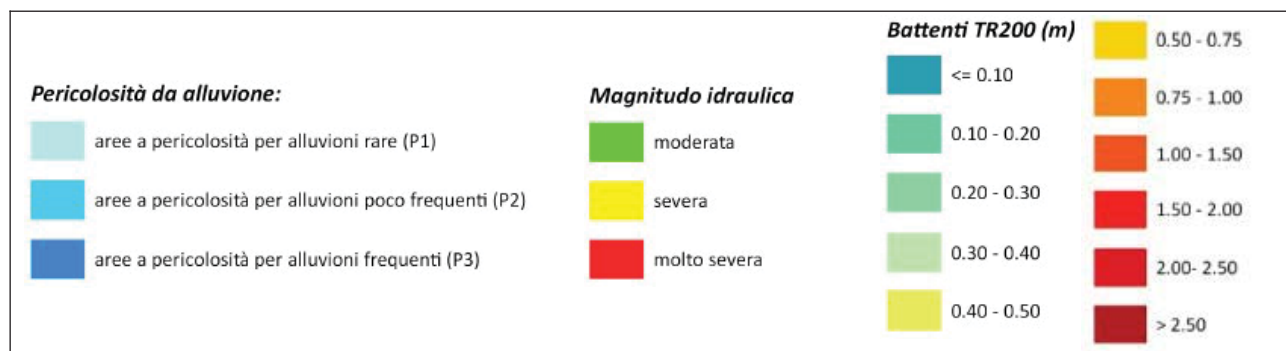 Pericolosità da alluvione:
aree a pericolosità per alluvioni rare (P1)
aree a pericolosità per alluvioni poco frequenti (P2)
aree a pericolosità per alluvioni frequenti (P3)
Magnitudo idraulica
moderata
severa
molto severa
Battenti TR200 (m)
<= 0.10
0.10 - 0.20
0.20 - 0.30
0.30 - 0.40
0.40 - 0.50
0.50 - 0.75
0.75 - 1.00
1.00 - 1.50
1.50 - 2.00
2.00- 2.50
> 2.50